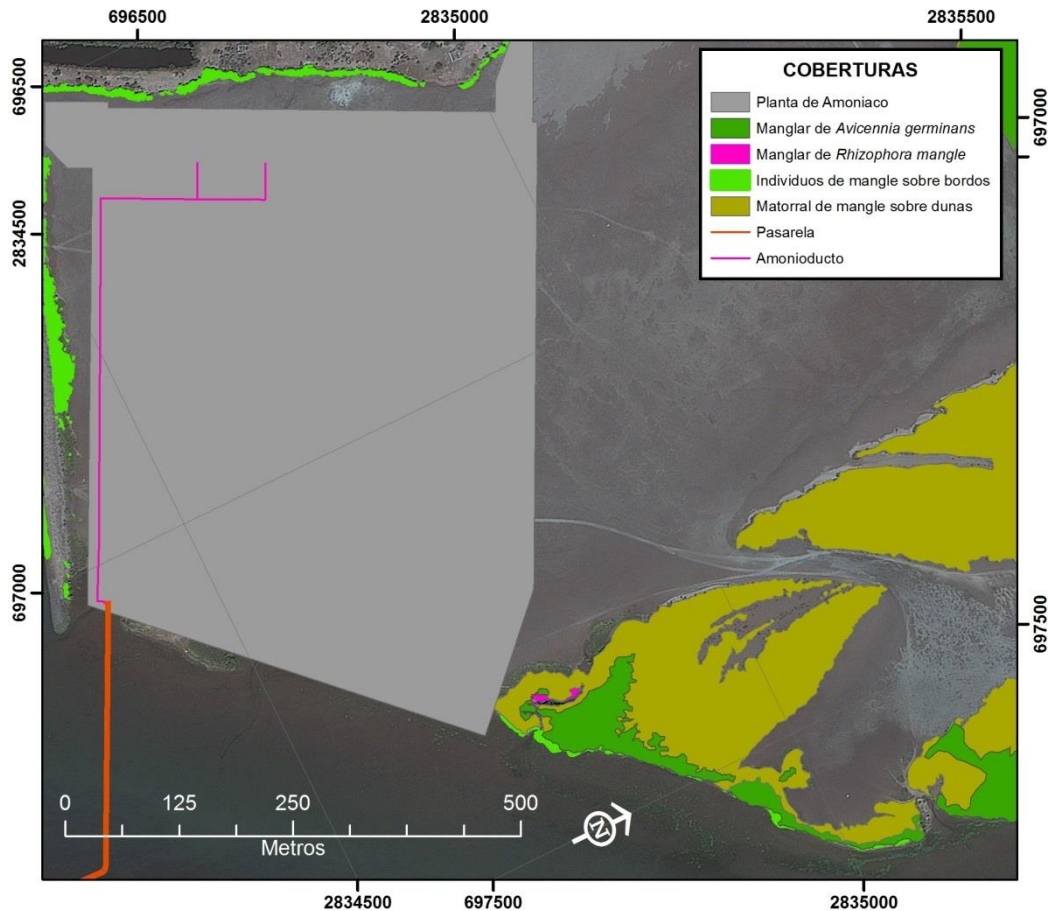 696500
2835000
2835500
696500
2834500
697000
697000
697500
COBERTURAS
Planta de Amoniaco
Manglar de Avicennia germinans
Manglar de Rhizophora mangle
Individuos de mangle sobre bordos
Matorral de mangle sobre dunas
Pasarela
Amonioducto
0
125
250
500
Metros
N
2834500
697500
2835000